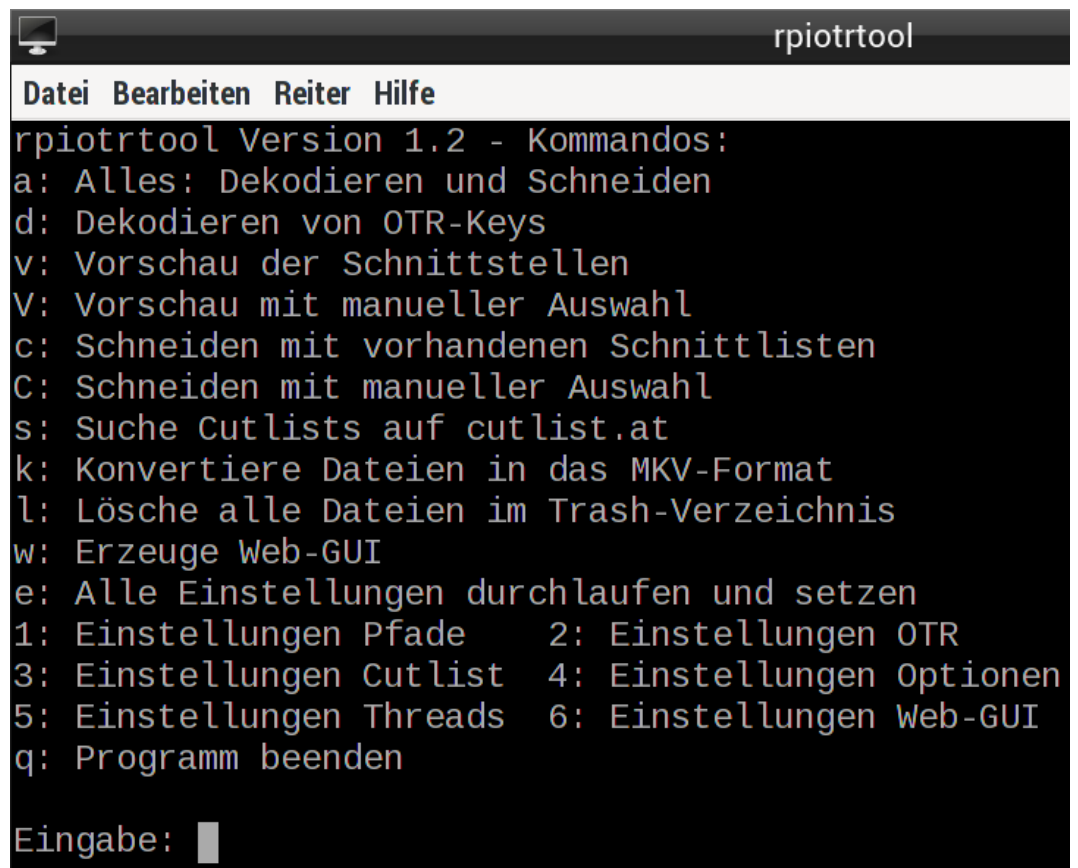 rpiotrtool
Datei Bearbeiten Reiter Hilfe
rpiotrtool Version 1.2 - Kommandos:
a: Alles: Dekodieren und Schneiden
d: Dekodieren von OTR-Keys
v: Vorschau der Schnittstellen
V: Vorschau mit manueller Auswahl
c: Schneiden mit vorhandenen Schnittlisten
C: Schneiden mit manueller Auswahl
s: Suche Cutlists auf cutlist.at
k: Konvertiere Dateien in das MKV-Format
l: Lösche alle Dateien im Trash-Verzeichnis
w: Erzeuge Web-GUI
e: Alle Einstellungen durchlaufen und setzen
1: Einstellungen Pfade 2: Einstellungen OTR
3: Einstellungen Cutlist 4: Einstellungen Optionen
5: Einstellungen Threads 6: Einstellungen Web-GUI
q: Programm beenden
Eingabe: